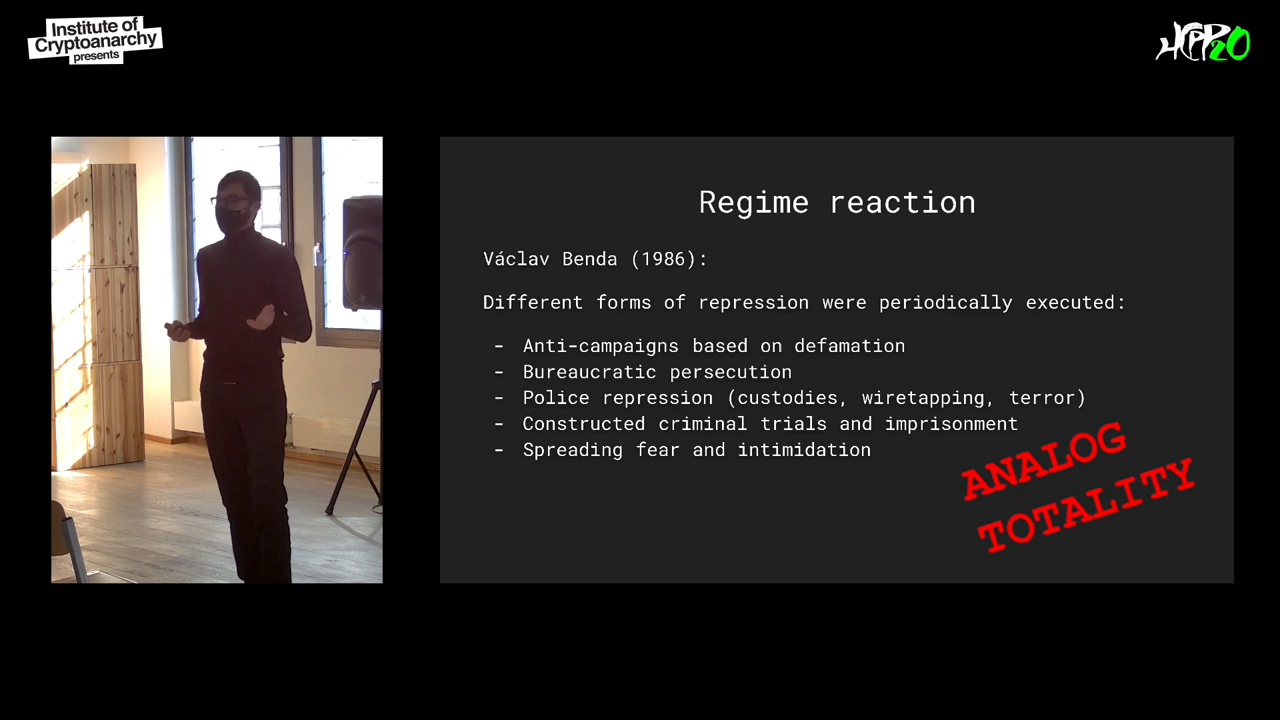 Institute of
Cryptoanarchy
presents
HCPP20
Regime reaction
Václav Benda (1986):
Different forms of repression were periodically executed:
- Anti-campaigns based on defamation
- Bureaucratic persecution
- Police repression (custodies, wiretapping, terror)
- Constructed criminal trials and imprisonment
- Spreading fear and intimidation
ANALOG
TOTALITY